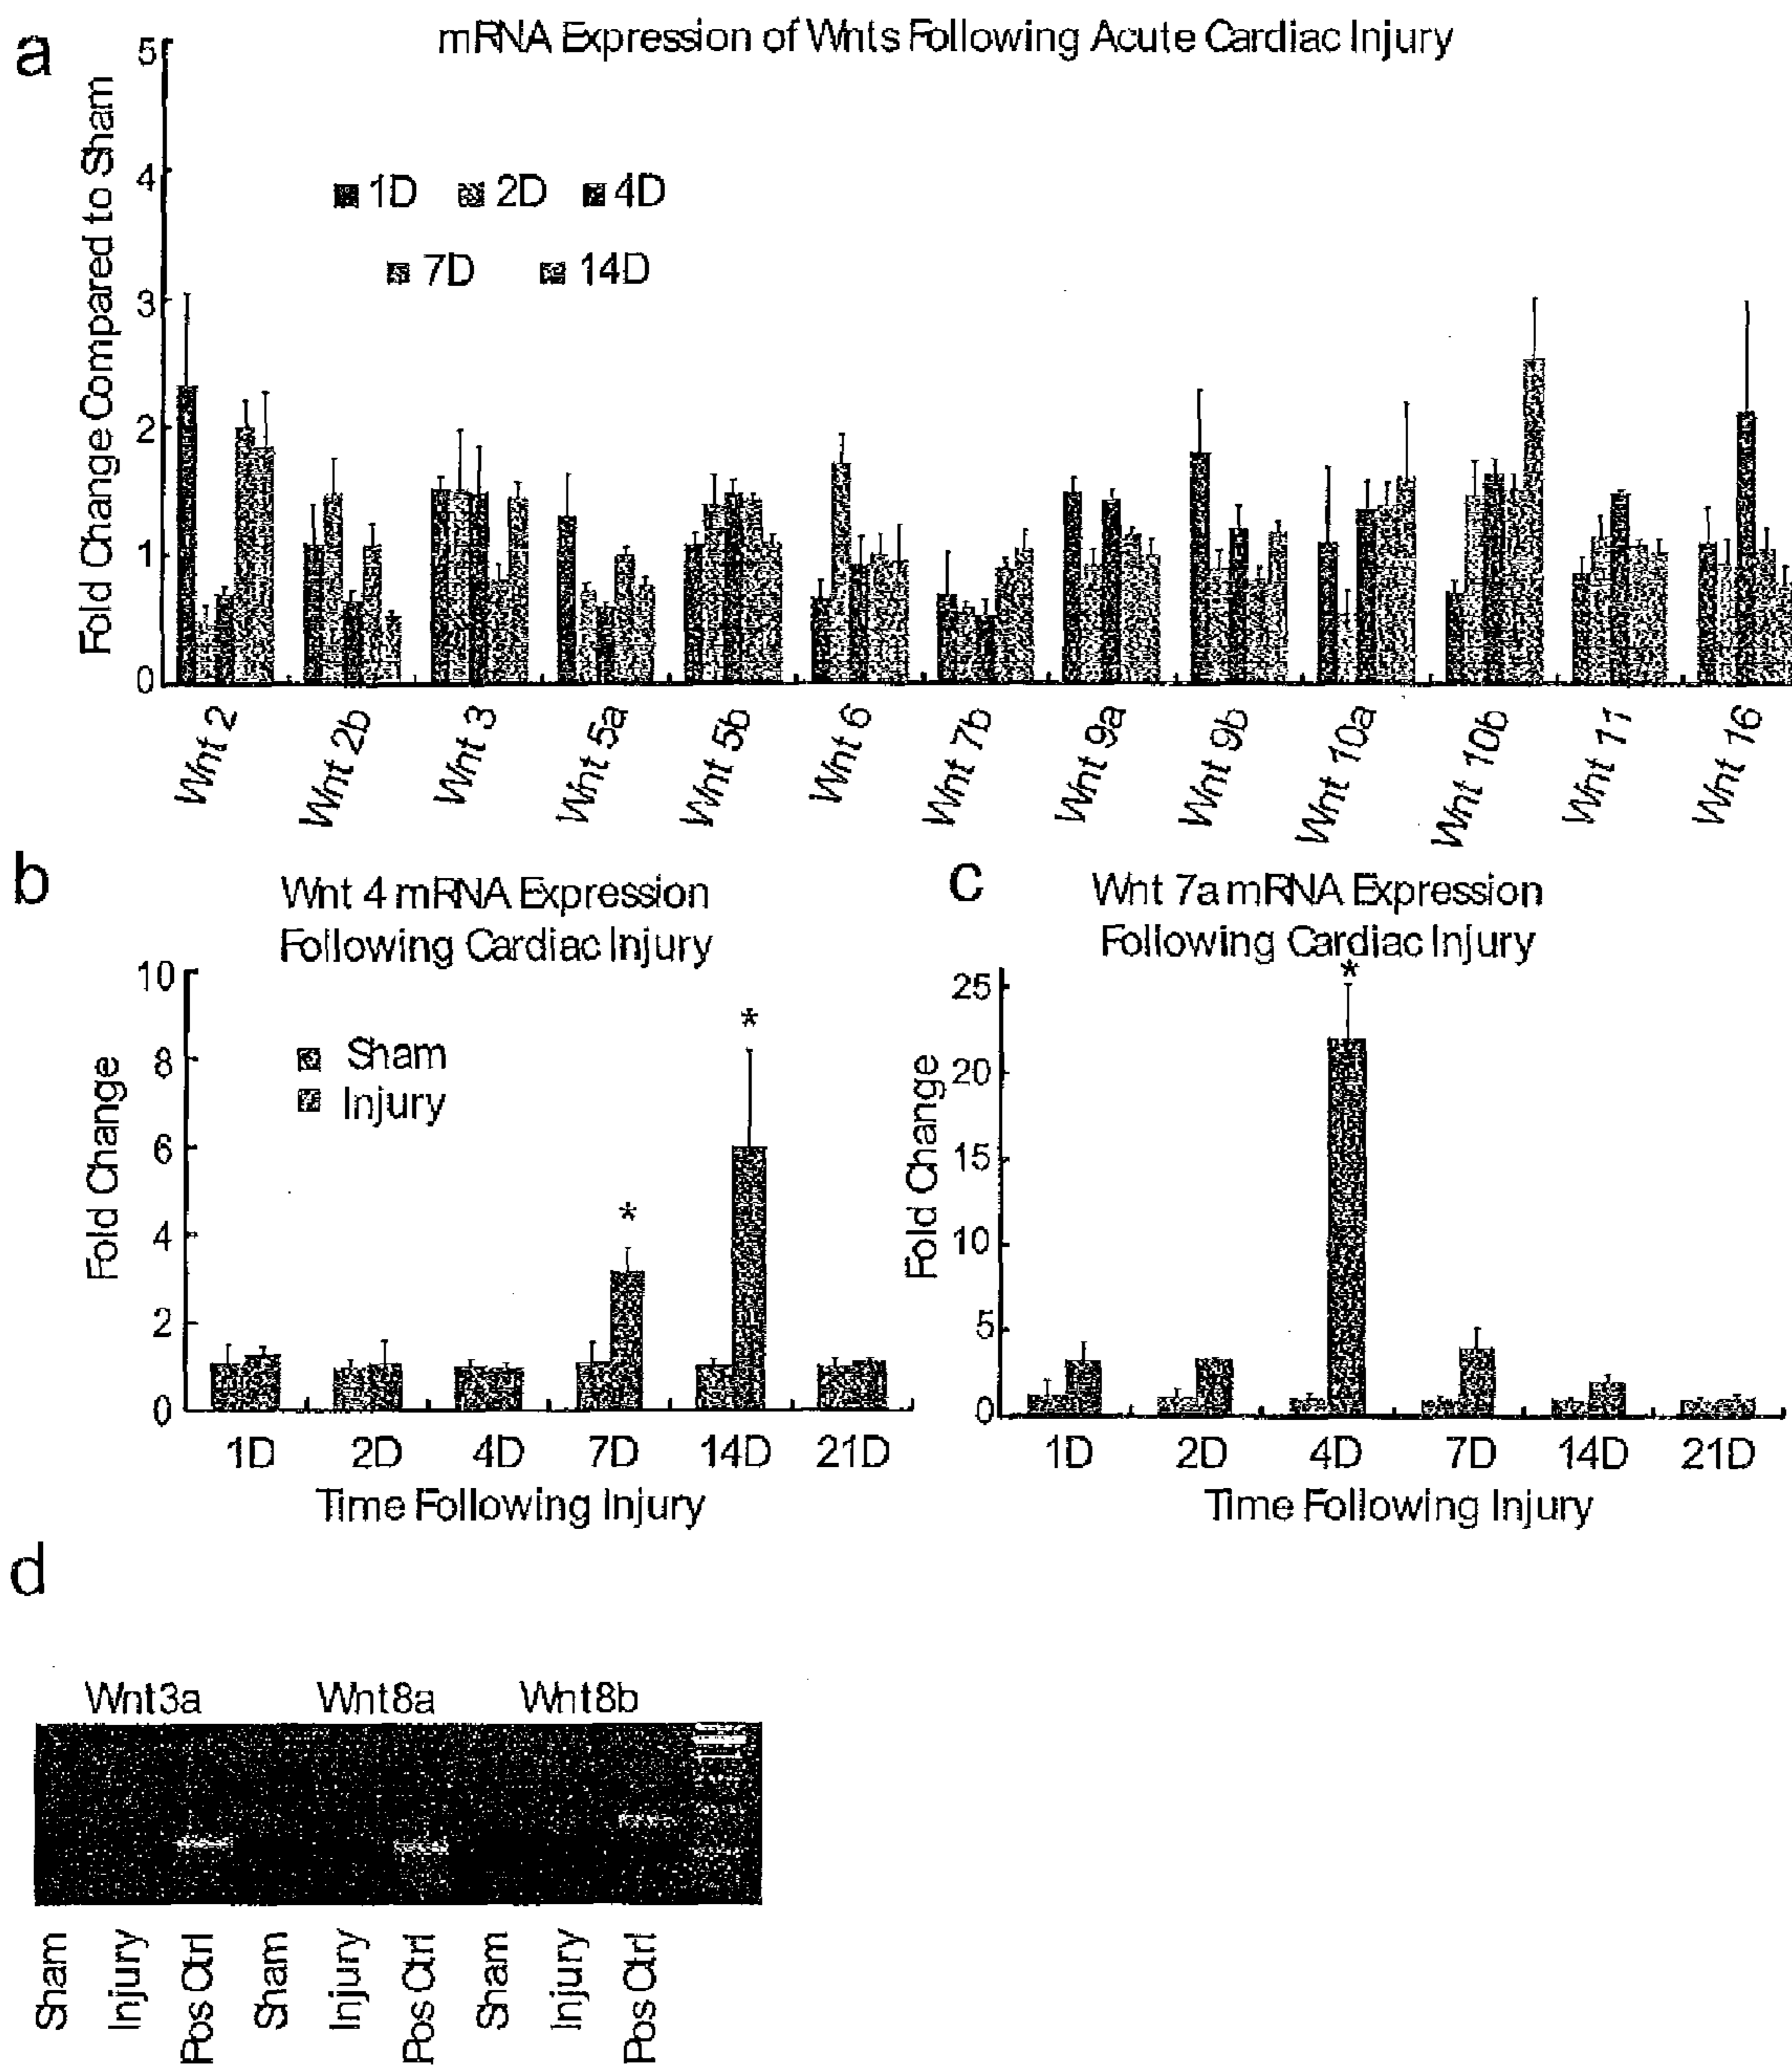 a
mRNA Expression of Wnts Following Acute Cardiac Injury
Fold Change Compared to Sham
5
4
3
2
1
0
1D 2D 4D
7D 14D
Wnt 2
Wnt 2b
Wnt 3
Wnt 5a
Wnt 5b
Wnt 6
Wnt 7b
Wnt 9a
Wnt 9b
Wnt 10a
Wnt 10b
Wnt 11
Wnt 16
b
Wnt 4 mRNA Expression
Following Cardiac Injury
Fold Change
10
8
6
4
2
0
Sham
Injury
*
*
1D 2D 4D 7D 14D 21D
Time Following Injury
c
Wnt 7a mRNA Expression
Following Cardiac Injury
Fold Change
25
20
15
10
5
0
*
1D 2D 4D 7D 14D 21D
Time Following Injury
d
Wnt3a Wnt8a Wnt8b
Sham
Injury
Pos Ctrl
Sham
Injury
Pos Ctrl
Sham
Injury
Pos Ctrl